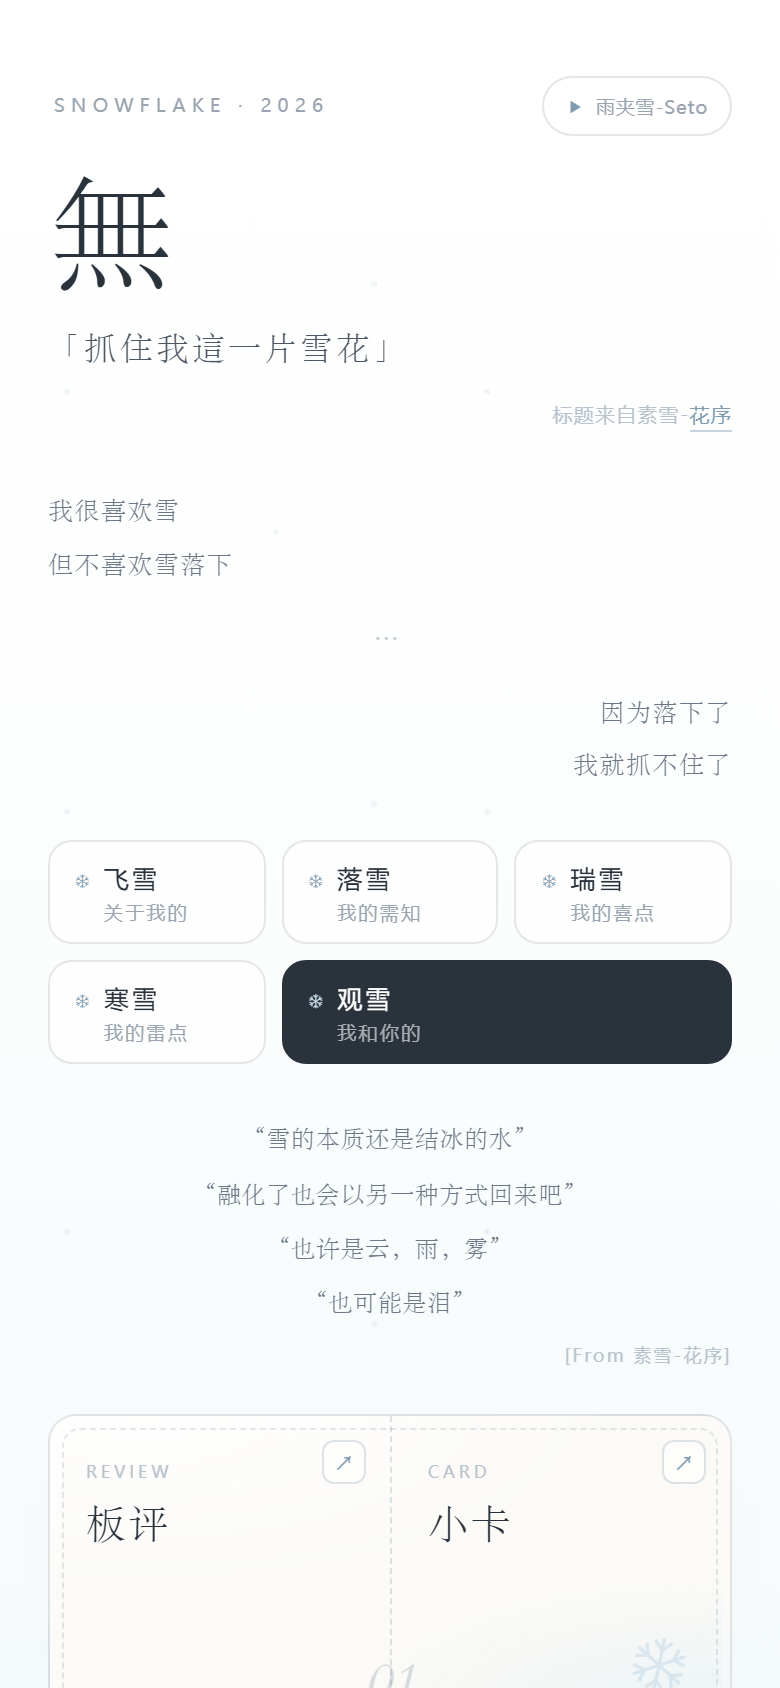 SNOWFLAKE · 2026
雨夹雪-Seto
無
「抓住我這一片雪花」
标题来自素雪-花序
我很喜欢雪
但不喜欢雪落下
...
因为落下了
我就抓不住了
飞雪
关于我的
落雪
我的需知
瑞雪
我的喜点
寒雪
我的雷点
观雪
我和你的
“雪的本质还是结冰的水”
“融化了也会以另一种方式回来吧”
“也许是云，雨，雾”
“也可能是泪”
[From 素雪-花序]
REVIEW
板评
CARD
小卡
01